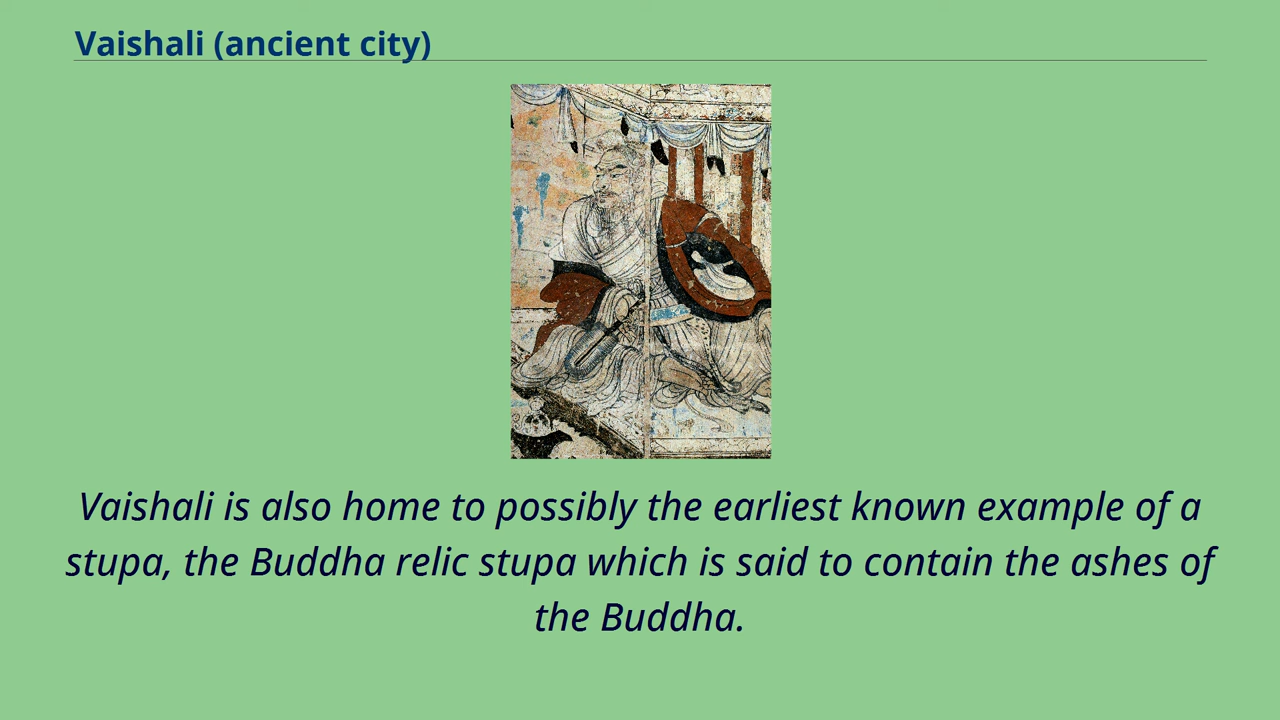 Vaishali (ancient city)
Vaishali is also home to possibly the earliest known example of a
stupa, the Buddha relic stupa which is said to contain the ashes of
the Buddha.